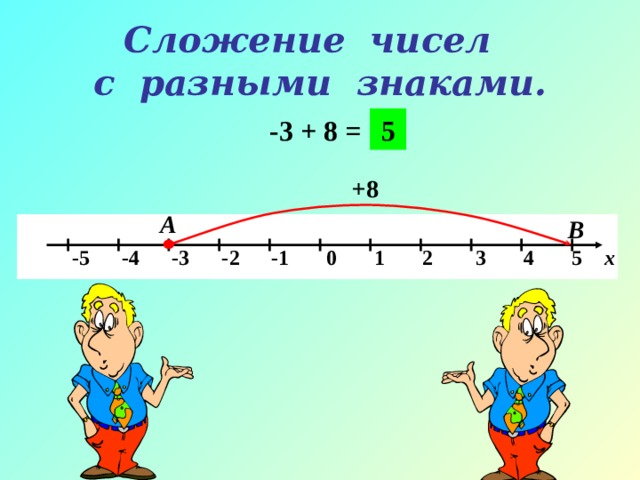 Сложение чисел
с разными знаками.
-3 + 8 = 5
+8
A
B
-5 -4 -3 -2 -1 0 1 2 3 4 5 x